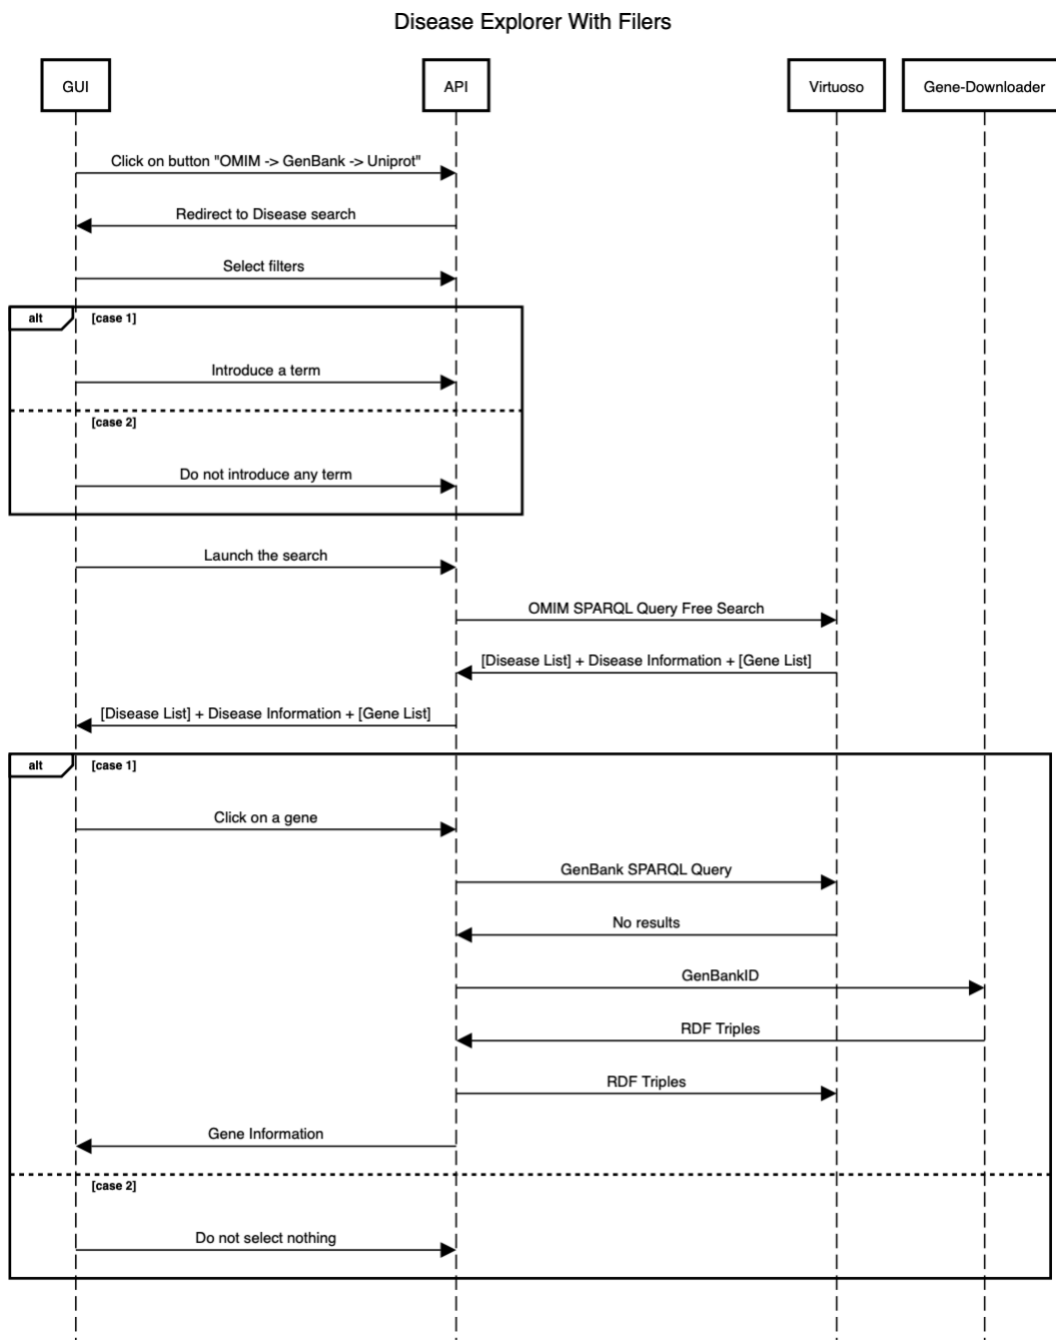 Disease Explorer With Filers
GUI
API
Virtuoso
Gene-Downloader
Click on button "OMIM -> GenBank -> Uniprot"
Redirect to Disease search
Select filters
alt
[case 1]
Introduce a term
[case 2]
Do not introduce any term
Launch the search
OMIM SPARQL Query Free Search
[Disease List] + Disease Information + [Gene List]
[Disease List] + Disease Information + [Gene List]
alt
[case 1]
Click on a gene
GenBank SPARQL Query
No results
GenBankID
RDF Triples
RDF Triples
Gene Information
[case 2]
Do not select nothing